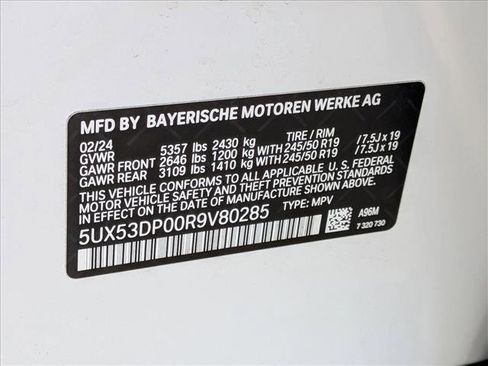 MFD BY BAYERISCHE MOTOREN WERKE AG
02/24 5357 lbs 2430 kg TIRE / RIM
GVWR
GAWR FRONT 2646 lbs 1200 kg 245/50 R19 /7.5J x 19
GAWR REAR 3109 lbs 1410 kg 245/50 R19 /7.5J x 19
THIS VEHICLE CONFORMS TO ALL APPLICABLE U.S. FEDERAL
MOTOR VEHICLE SAFETY, BUMPER, AND THEFT PREVENTION
STANDARDS IN EFFECT ON THE DATE OF MANUFACTURE SHOWN ABOVE.
5UX53DP00R9V80285 TYPE: MPV
A96M
7 320 730